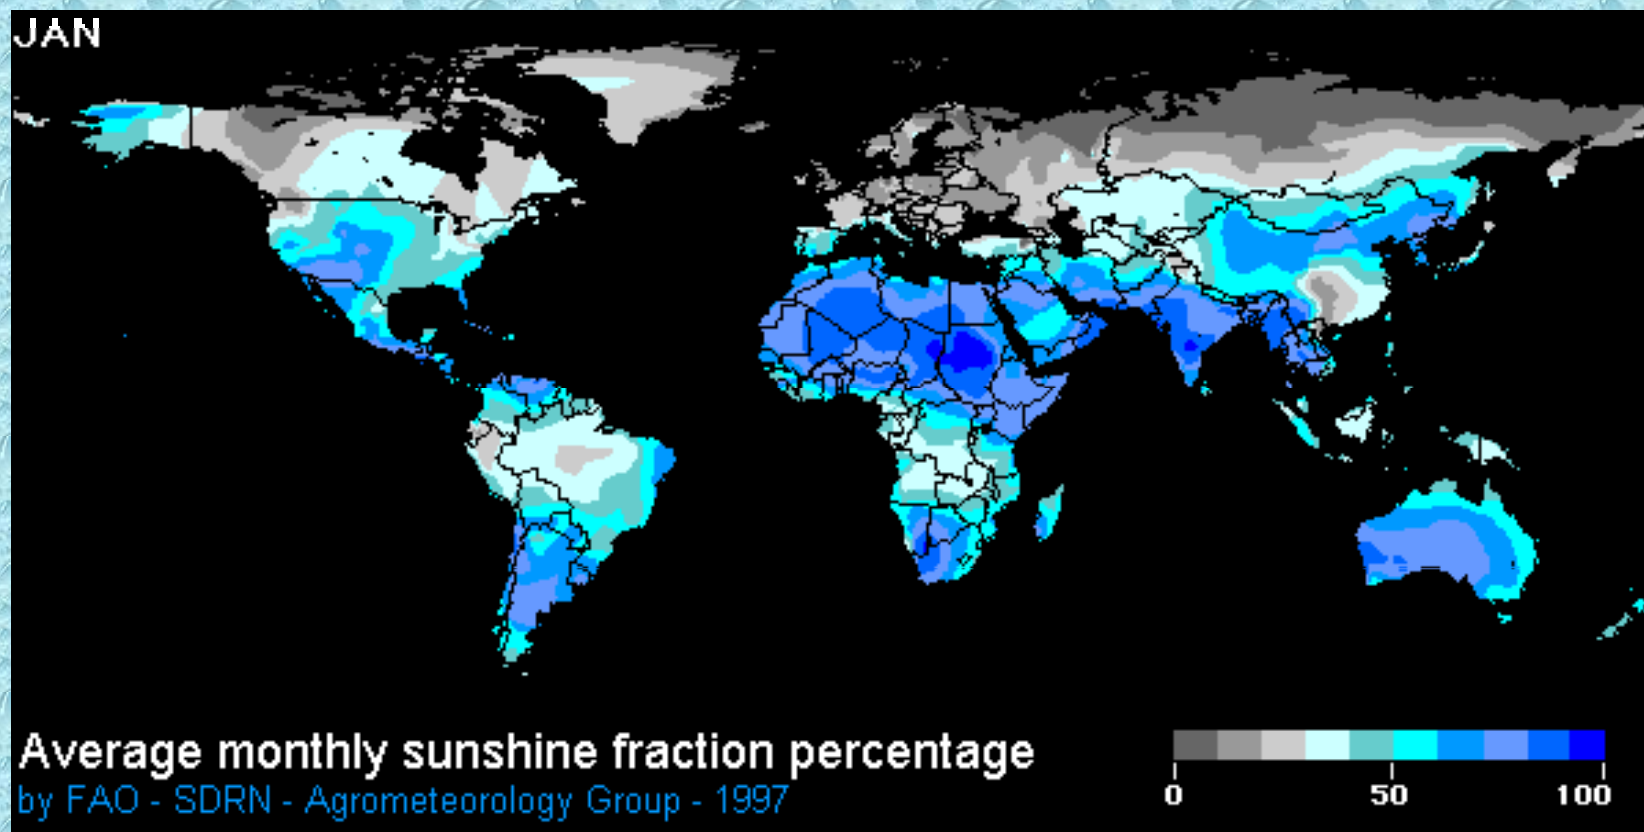 JAN
Average monthly sunshine fraction percentage
by FAO - SDRN - Agrometeorology Group - 1997
0 50 100